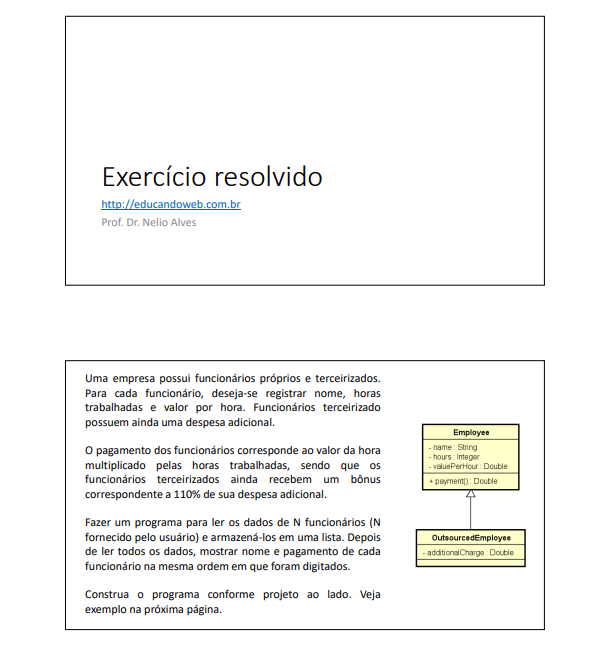 Exercício resolvido
http://educandoweb.com.br
Prof. Dr. Nelio Alves
Uma empresa possui funcionários próprios e terceirizados.
Para cada funcionário, deseja-se registrar nome, horas
trabalhadas e valor por hora. Funcionários terceirizado
possuem ainda uma despesa adicional.
O pagamento dos funcionários corresponde ao valor da hora
multiplicado pelas horas trabalhadas, sendo que os
funcionários terceirizados ainda recebem um bônus
correspondente a 110% de sua despesa adicional.
Fazer um programa para ler os dados de N funcionários (N
fornecido pelo usuário) e armazená-los em uma lista. Depois
de ler todos os dados, mostrar nome e pagamento de cada
funcionário na mesma ordem em que foram digitados.
Construa o programa conforme projeto ao lado. Veja
exemplo na próxima página.
Employee
- name : String
- hours : Integer
- valuePerHour : Double
+ payment() : Double
OutsourcedEmployee
- additionalCharge : Double